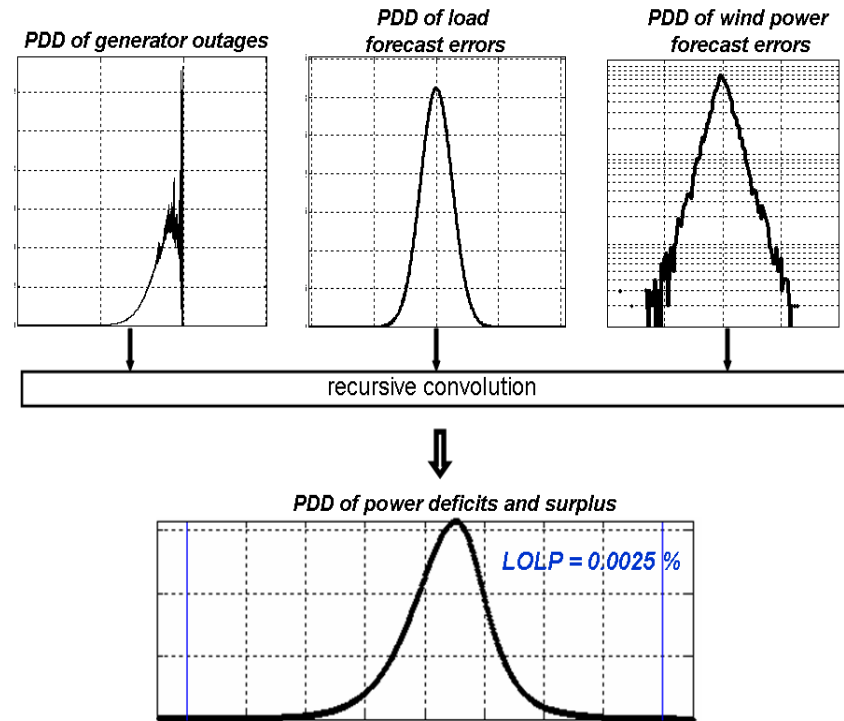 PDD of generator outages
PDD of load
forecast errors
PDD of wind power
forecast errors
recursive convolution
PDD of power deficits and surplus
LOLP = 0.0025 %